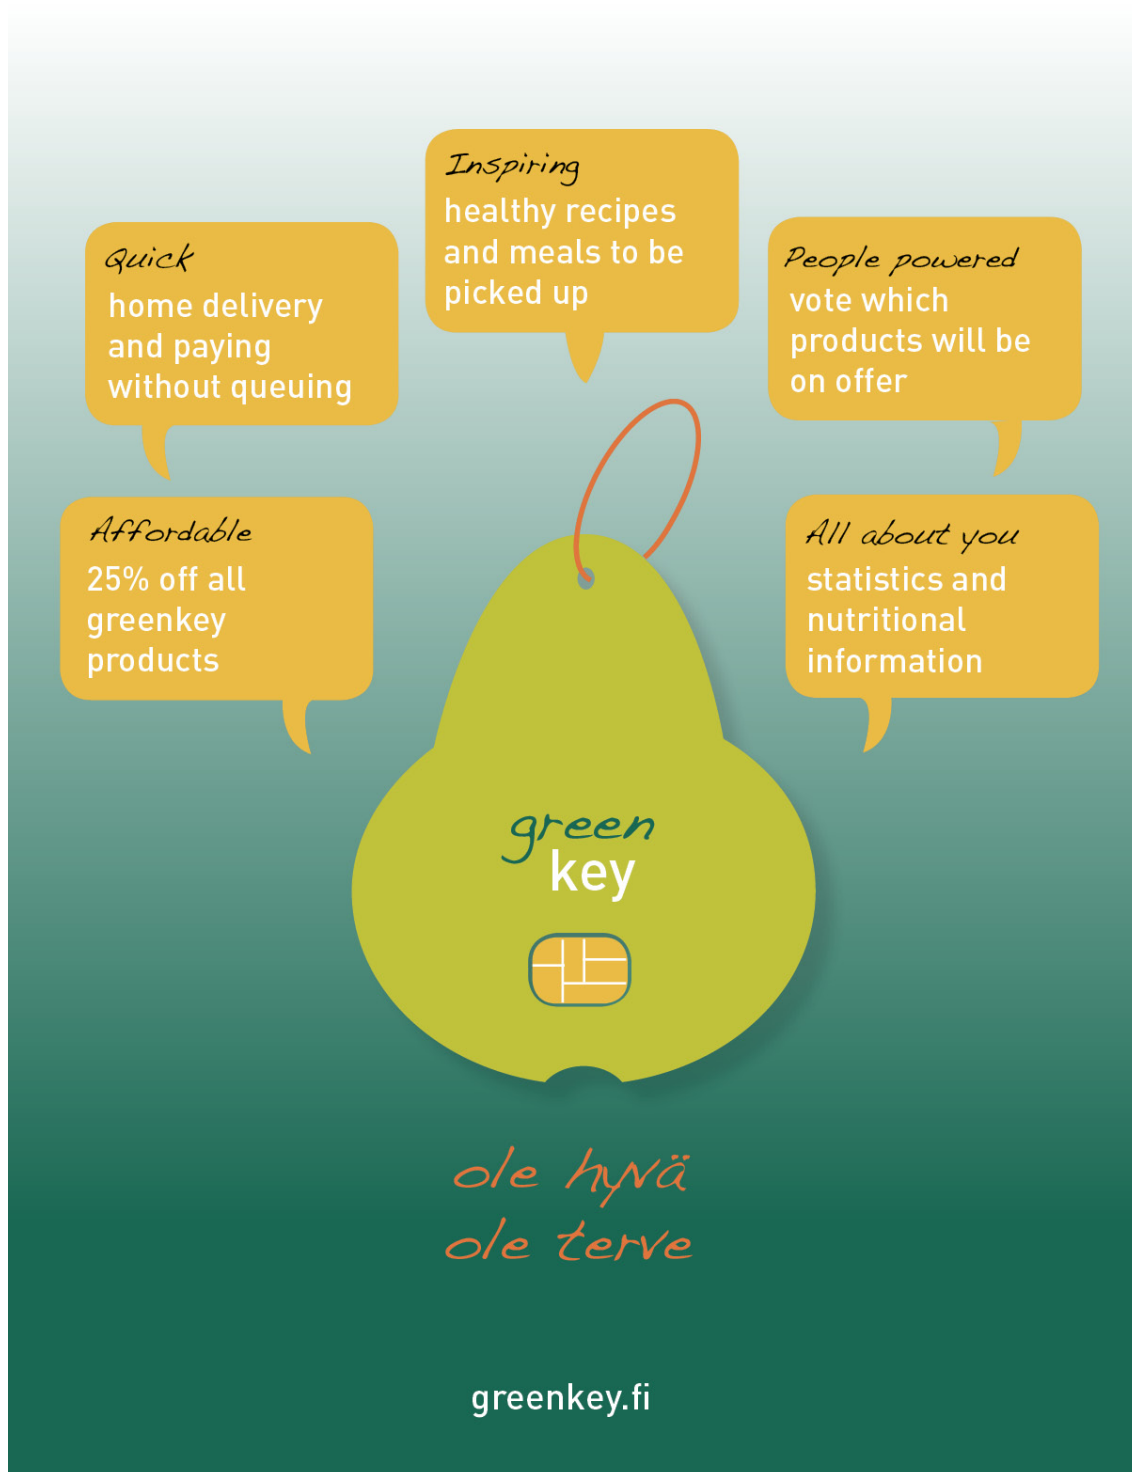 Inspiring
healthy recipes
and meals to be
picked up
Quick
home delivery
and paying
without queuing
People powered
vote which
products will be
on offer
Affordable
25% off all
greenkey
products
All about you
statistics and
nutritional
information
green
key
ole hyvä
ole terve
greenkey.fi